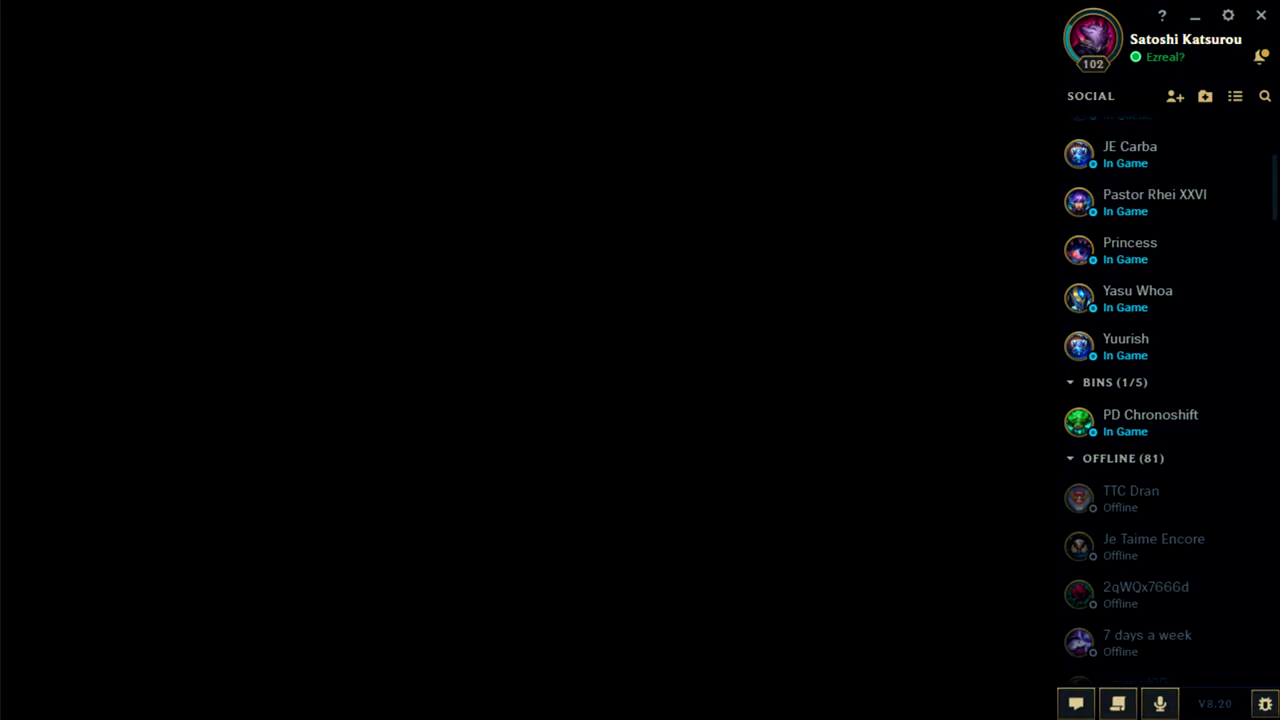 ?
Satoshi Katsurou
102
Ezreal?
SOCIAL
JE Carba
In Game
Pastor Rhei XXVI
In Game
Princess
In Game
Yasu Whoa
In Game
Yuurish
In Game
BINS (1/5)
PD Chronoshift
In Game
OFFLINE (81)
TTC Dran
Offline
Je Taime Encore
Offline
2qWQx7666d
Offline
7 days a week
Offline
V8.20